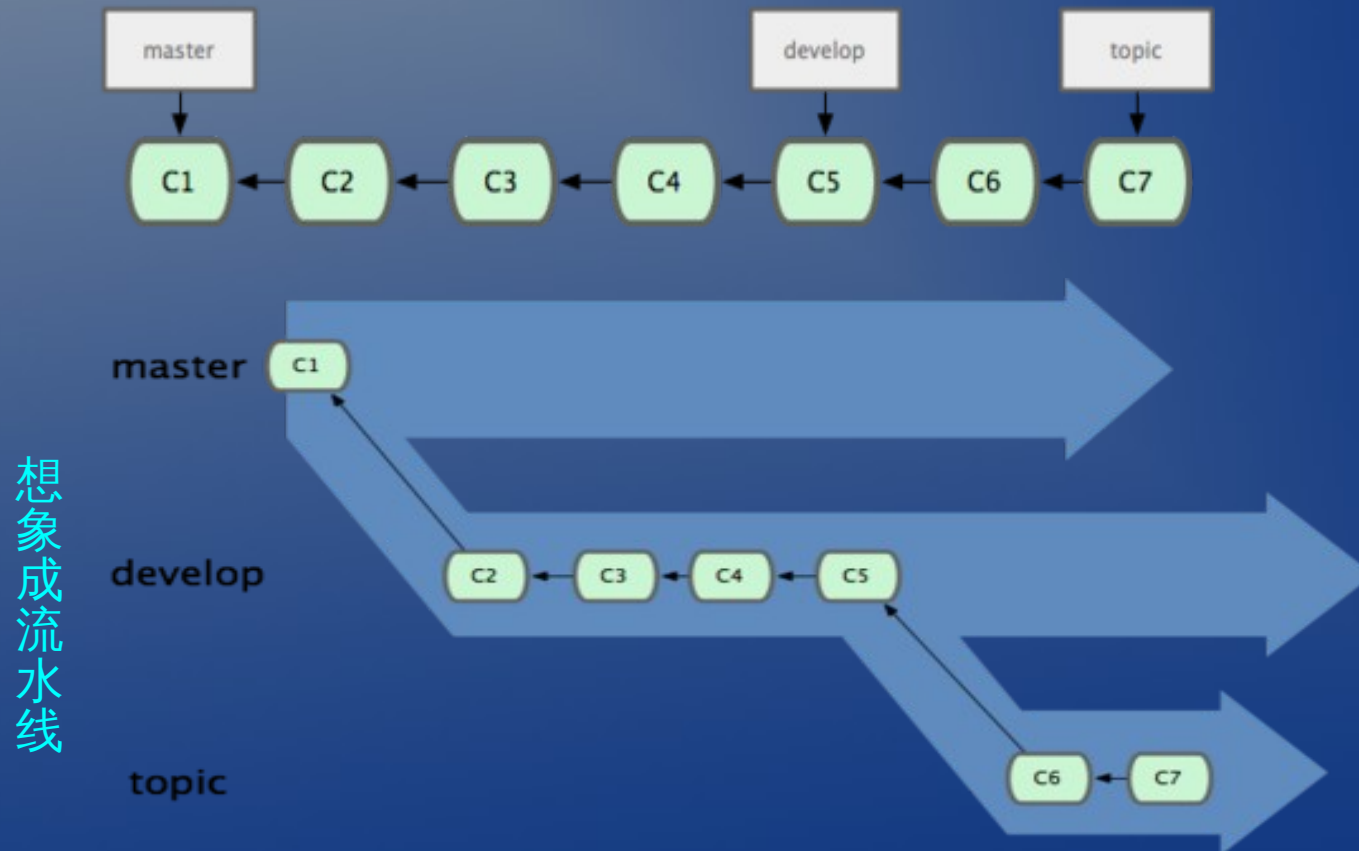 master develop topic
C1 C2 C3 C4 C5 C6 C7
master C1
develop C2 C3 C4 C5
topic C6 C7
想象成流水线